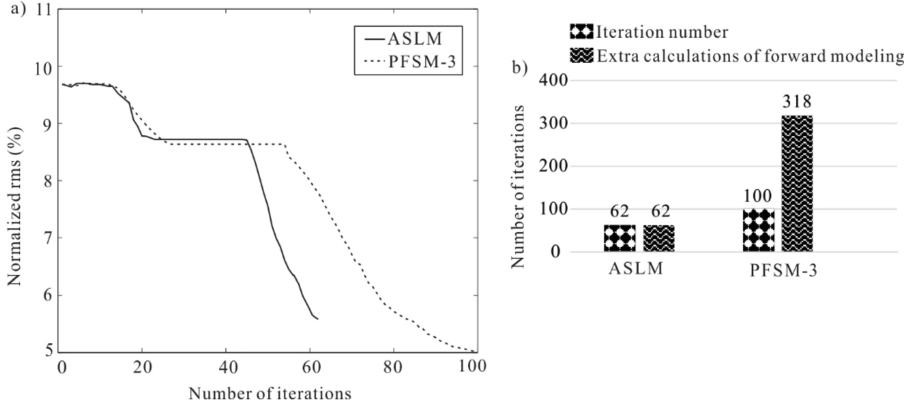 a)
11
10
9
8
7
6
5
Normalized rms (%)
0 20 40 60 80 100
Number of iterations
ASLM
PFSM-3
b)
Iteration number
Extra calculations of forward modeling
400
300
200
100
0
Number of iterations
62 62
100 318
ASLM PFSM-3